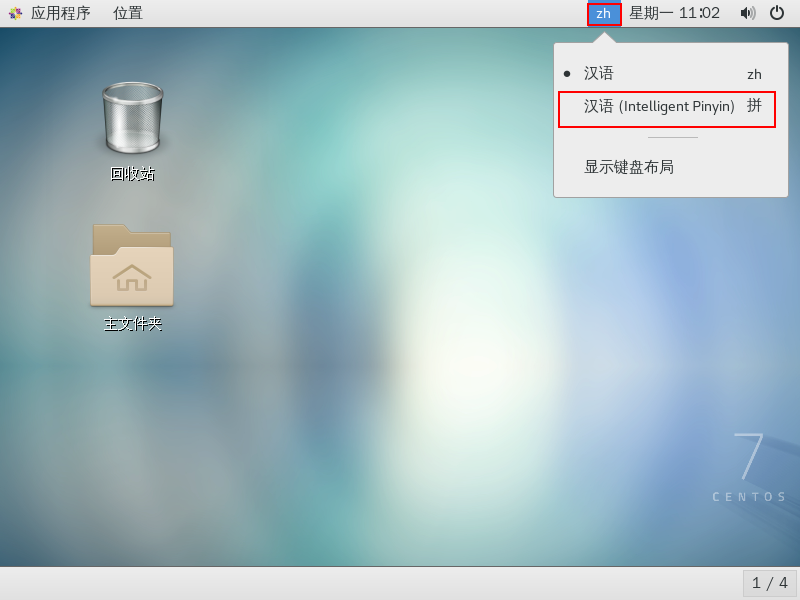 应用程序 位置 zh 星期一 11:02
汉语 zh
汉语 (Intelligent Pinyin) 拼
显示键盘布局
回收站
主文件夹
7
CENTOS
1 / 4